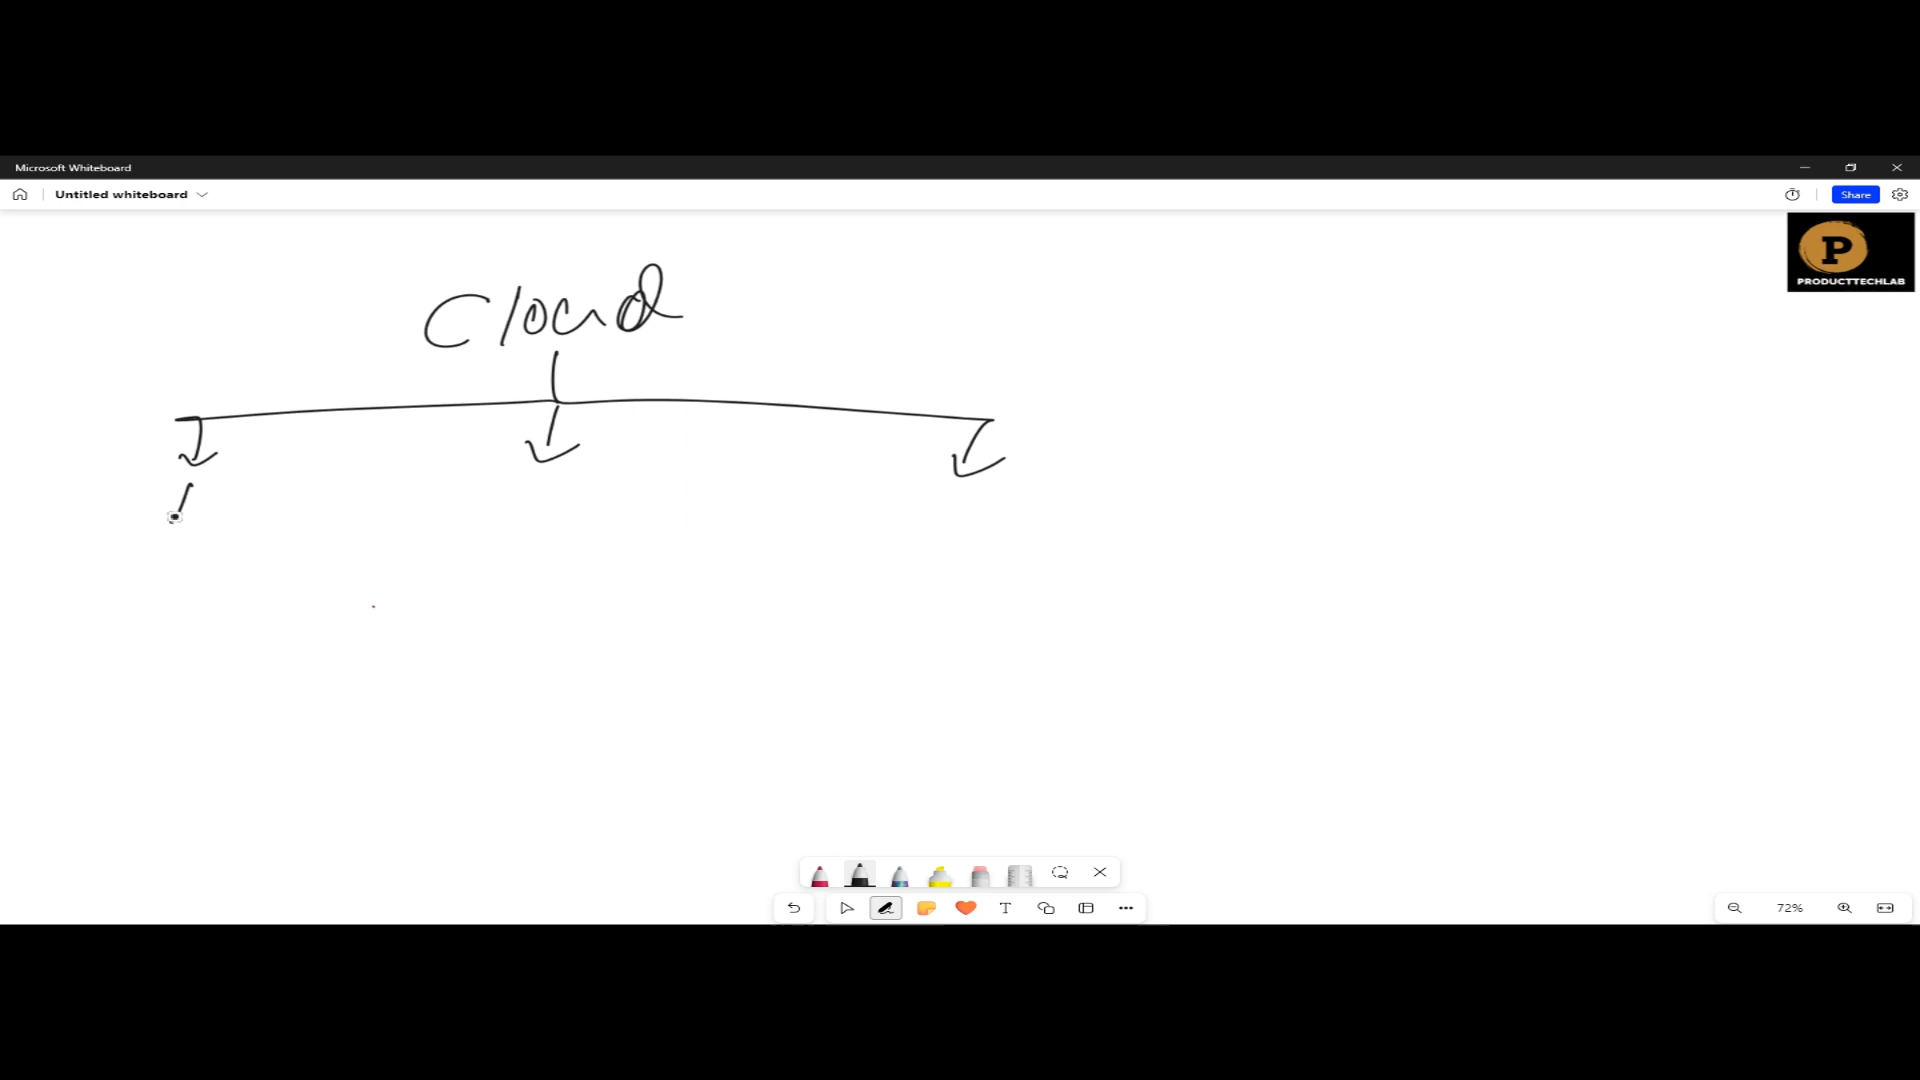 Microsoft Whiteboard
Untitled whiteboard
Share
P
PRODUCTTECHLAB
Cloud
T
72%